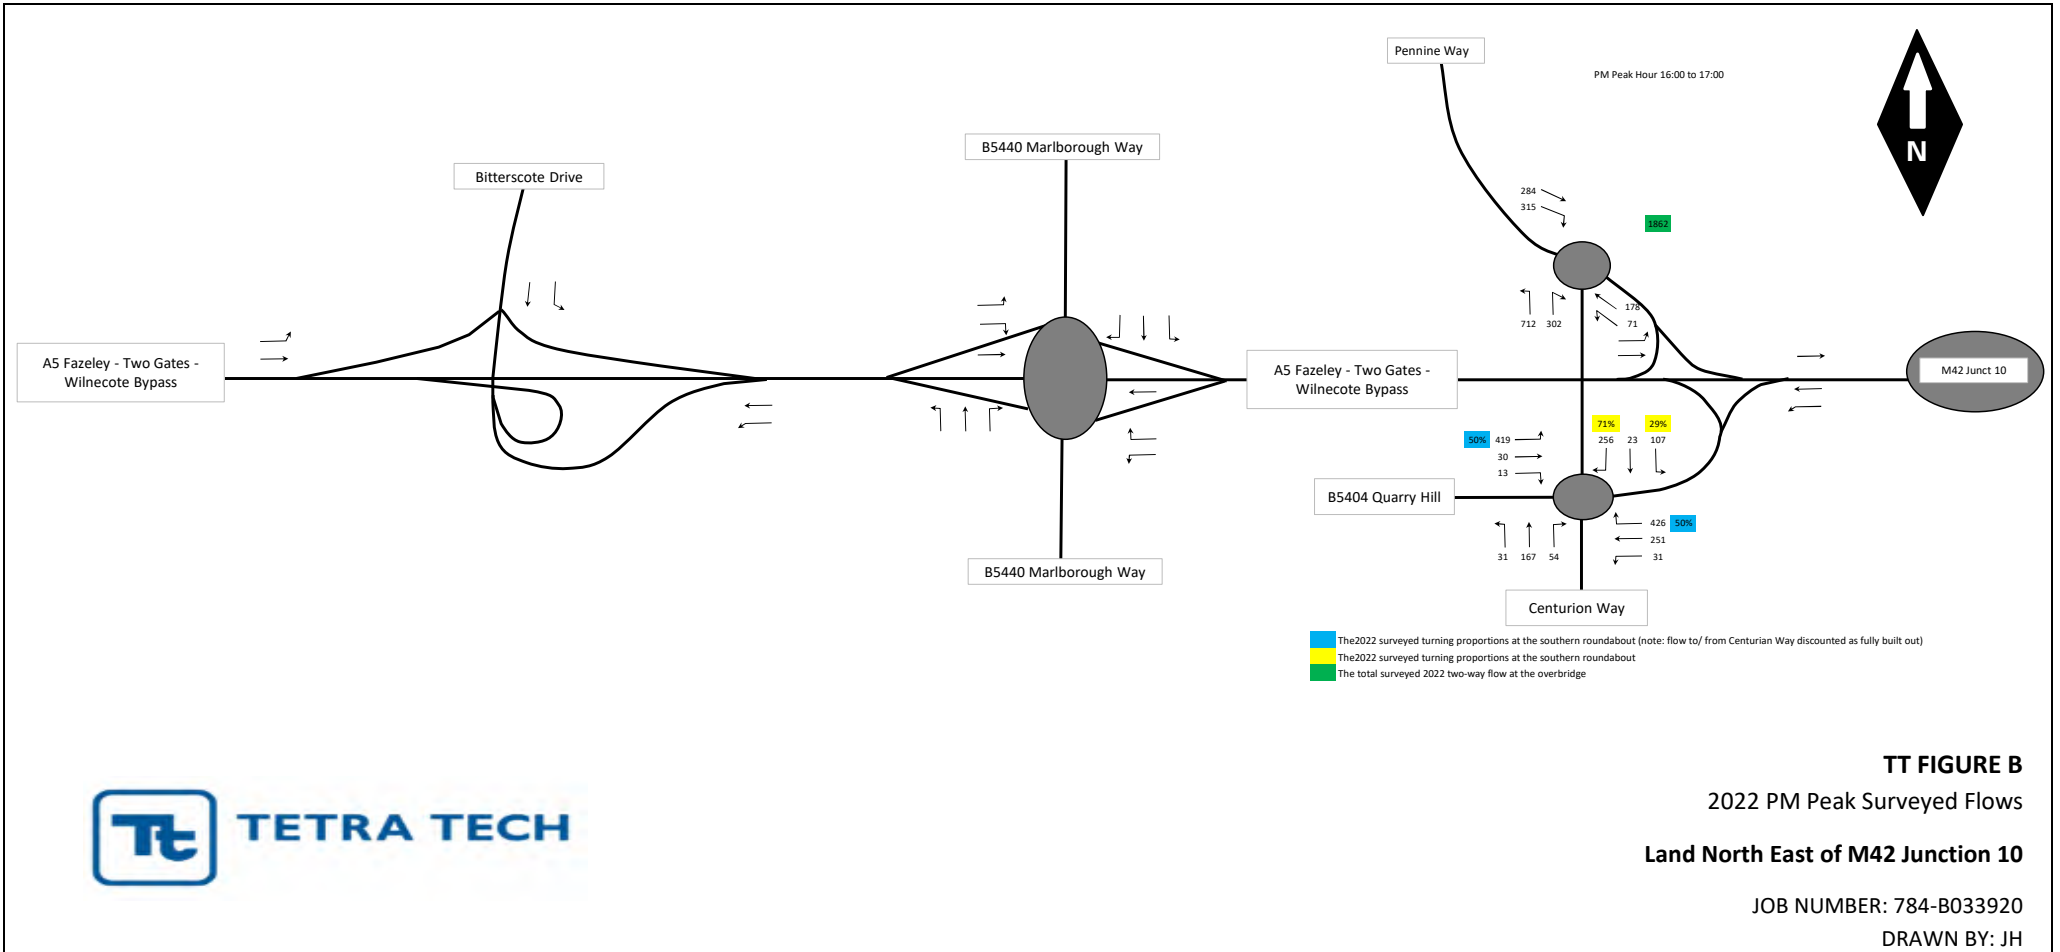 Pennine Way
PM Peak Hour 16:00 to 17:00
N
B5440 Marlborough Way
Bitterscote Drive
284
315
1862
178
712 302 71
A5 Fazeley - Two Gates -
Wilnecote Bypass
A5 Fazeley - Two Gates -
Wilnecote Bypass
M42 Junct 10
71% 29%
50% 419 256 23 107
30
13
B5404 Quarry Hill
426 50%
251
31 167 54 31
B5440 Marlborough Way
Centurion Way
The2022 surveyed turning proportions at the southern roundabout (note: flow to/ from Centurian Way discounted as fully built out)
The2022 surveyed turning proportions at the southern roundabout
The total surveyed 2022 two-way flow at the overbridge
TT FIGURE B
2022 PM Peak Surveyed Flows
Land North East of M42 Junction 10
JOB NUMBER: 784-B033920
DRAWN BY: JH
Tt TETRA TECH